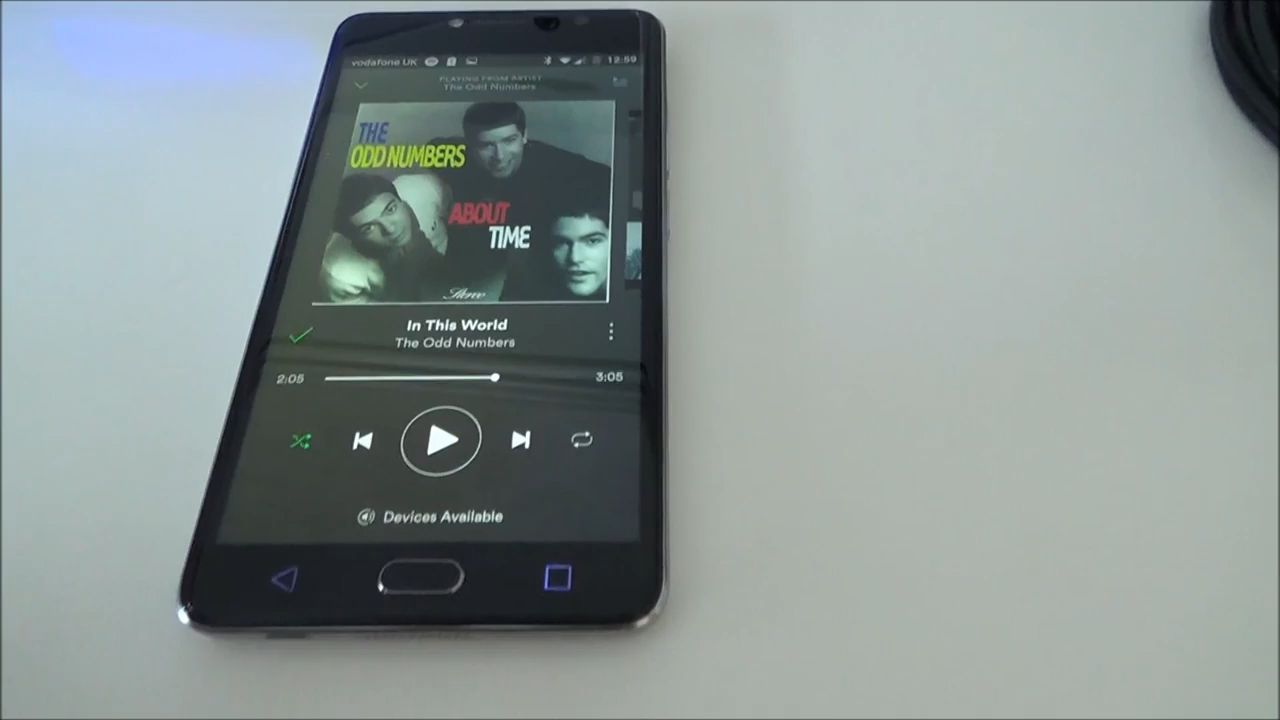 vodafone UK
12:59
PLAYING FROM ARTIST
The Odd Numbers
THE
ODD NUMBERS
ABOUT
TIME
Stereo
In This World
The Odd Numbers
2:05
3:05
Devices Available